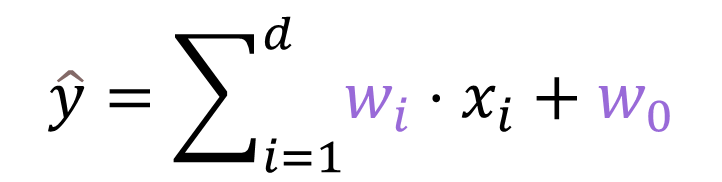 ŷ = ∑_{i=1}^{d} w_i · x_i + w_0